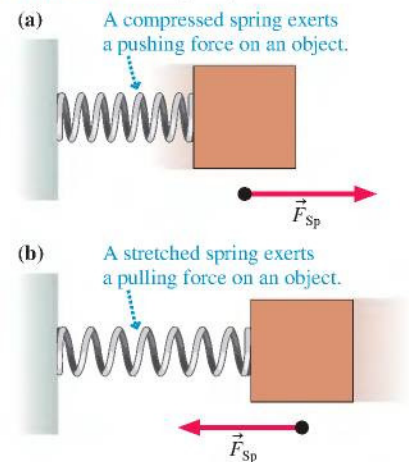 (a) A compressed spring exerts
a pushing force on an object.
F⃗Sp
(b) A stretched spring exerts
a pulling force on an object.
F⃗Sp